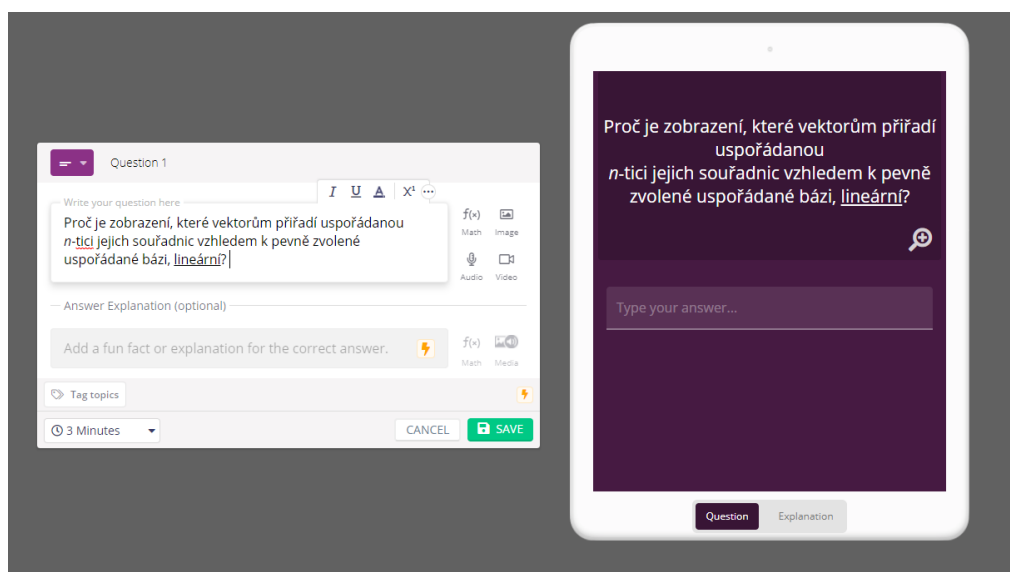 Question 1
I U A X¹
Write your question here
Proč je zobrazení, které vektorům přiřadí uspořádanou
n-tici jejich souřadnic vzhledem k pevně zvolené
uspořádané bázi, lineární?
f(x)
Math Image
Audio Video
Answer Explanation (optional)
Add a fun fact or explanation for the correct answer.
f(x)
Math Media
Tag topics
3 Minutes
CANCEL
SAVE
Proč je zobrazení, které vektorům přiřadí
uspořádanou
n-tici jejich souřadnic vzhledem k pevně
zvolené uspořádané bázi, lineární?
Type your answer...
Question Explanation